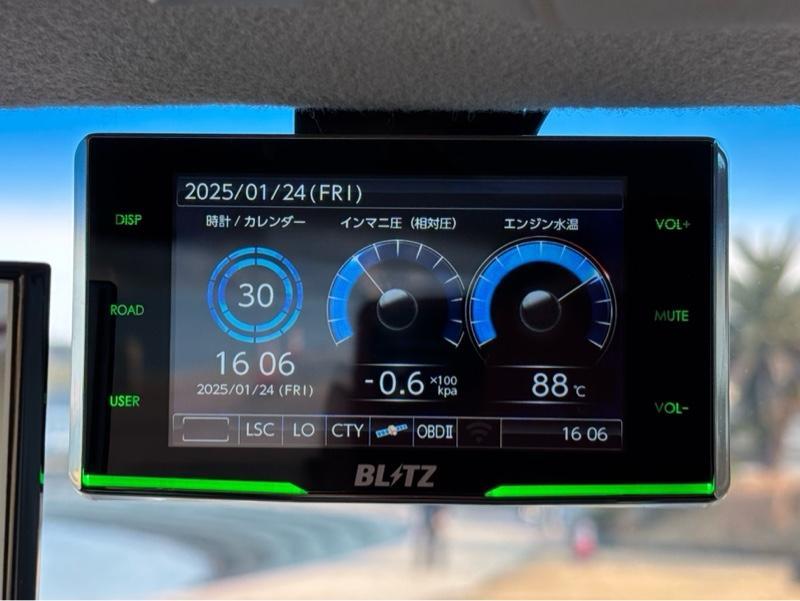 2025/01/24(FRI)
時計 / カレンダー インマニ圧（相対圧） エンジン水温
DISP
VOL+
30
ROAD
MUTE
16 06
2025/01/24 (FRI)
-0.6 ×100 kpa
88 ℃
USER
VOL-
LSC LO CTY OBDⅡ 16 06
BLITZ